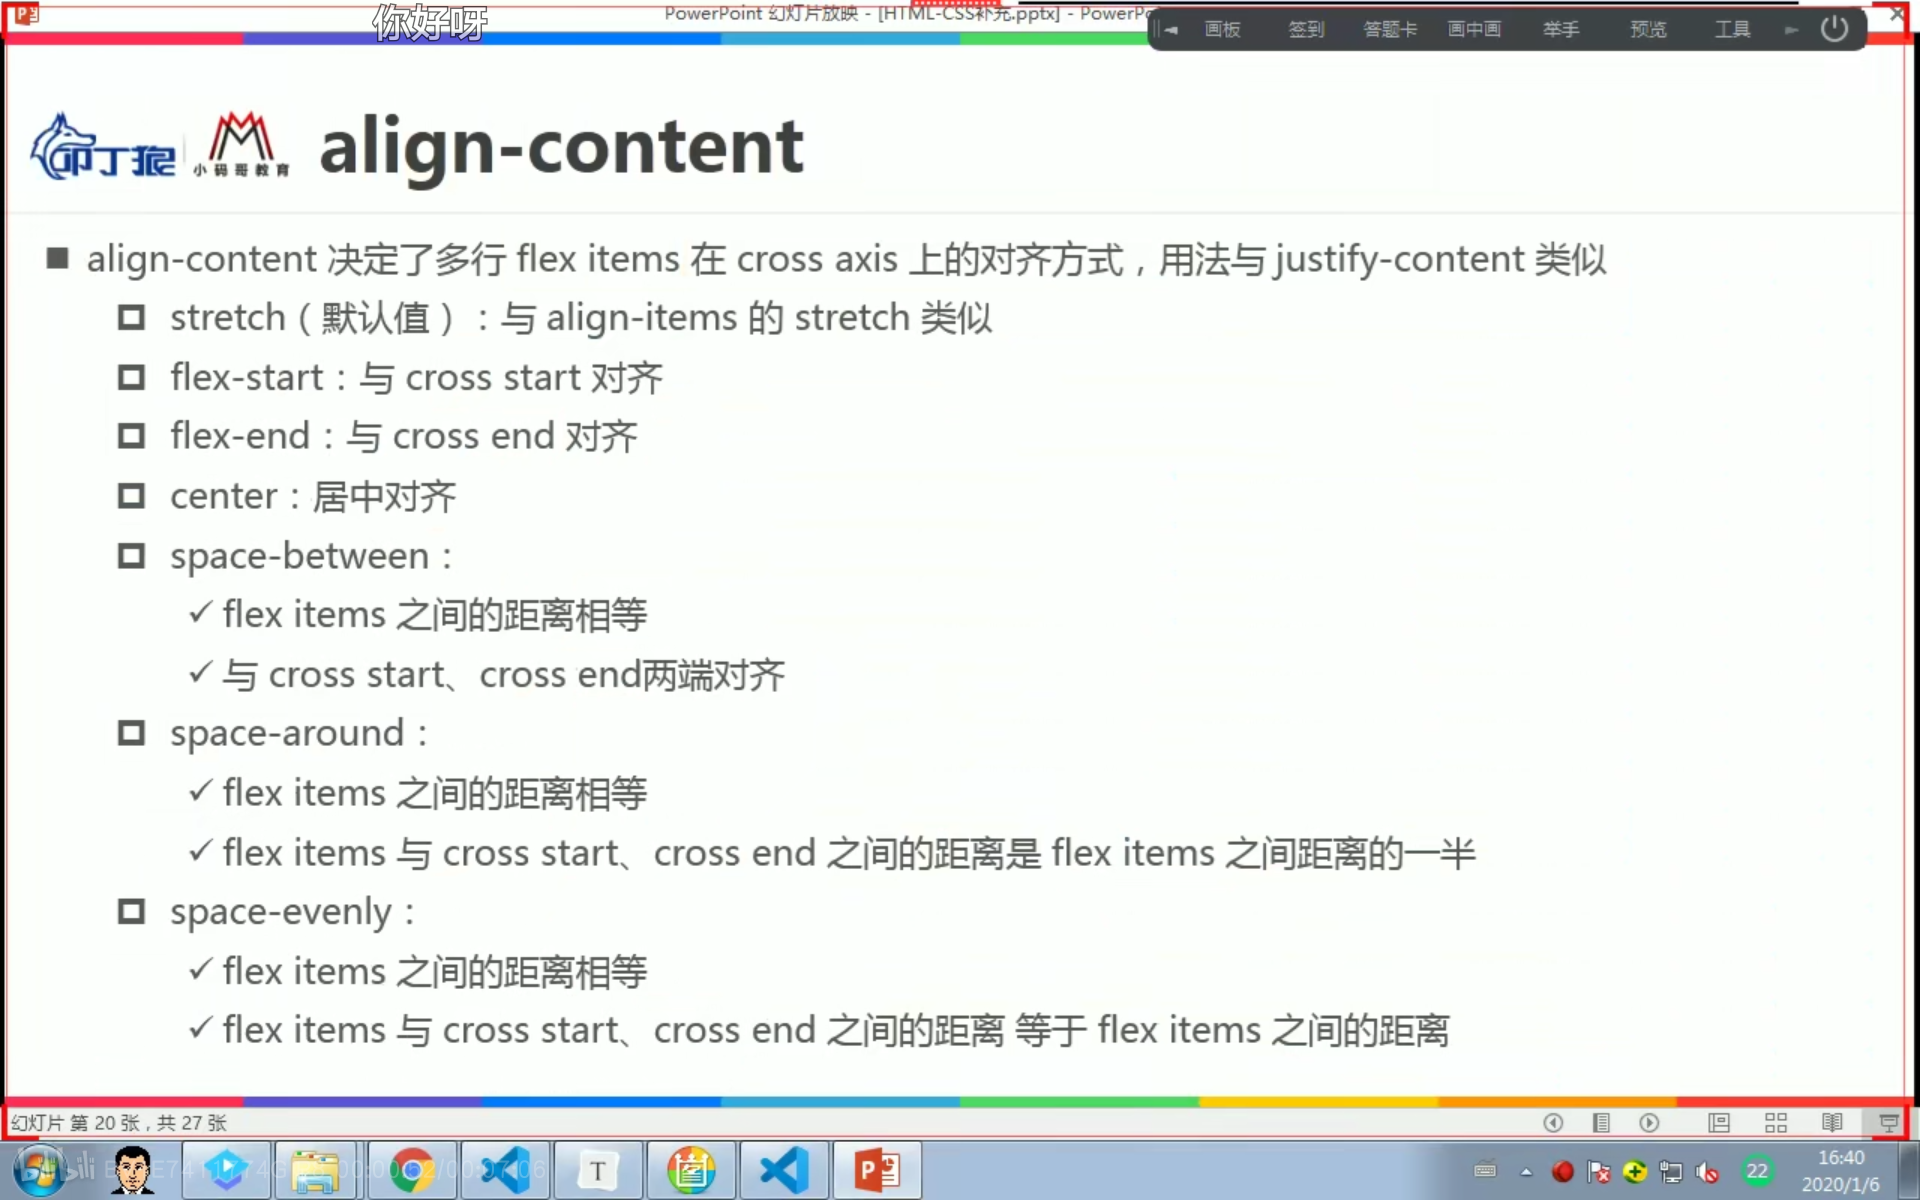 你好呀
PowerPoint 幻灯片放映 - [HTML-CSS补充.pptx] - PowerPo
画板 签到 答题卡 画中画 举手 预览 工具
叩丁狼 小码哥教育 align-content
align-content 决定了多行 flex items 在 cross axis 上的对齐方式，用法与 justify-content 类似
stretch（默认值）：与 align-items 的 stretch 类似
flex-start：与 cross start 对齐
flex-end：与 cross end 对齐
center：居中对齐
space-between：
✓ flex items 之间的距离相等
✓ 与 cross start、cross end两端对齐
space-around：
✓ flex items 之间的距离相等
✓ flex items 与 cross start、cross end 之间的距离是 flex items 之间距离的一半
space-evenly：
✓ flex items 之间的距离相等
✓ flex items 与 cross start、cross end 之间的距离 等于 flex items 之间的距离
幻灯片 第 20 张，共 27 张
T
22
16:40
2020/1/6